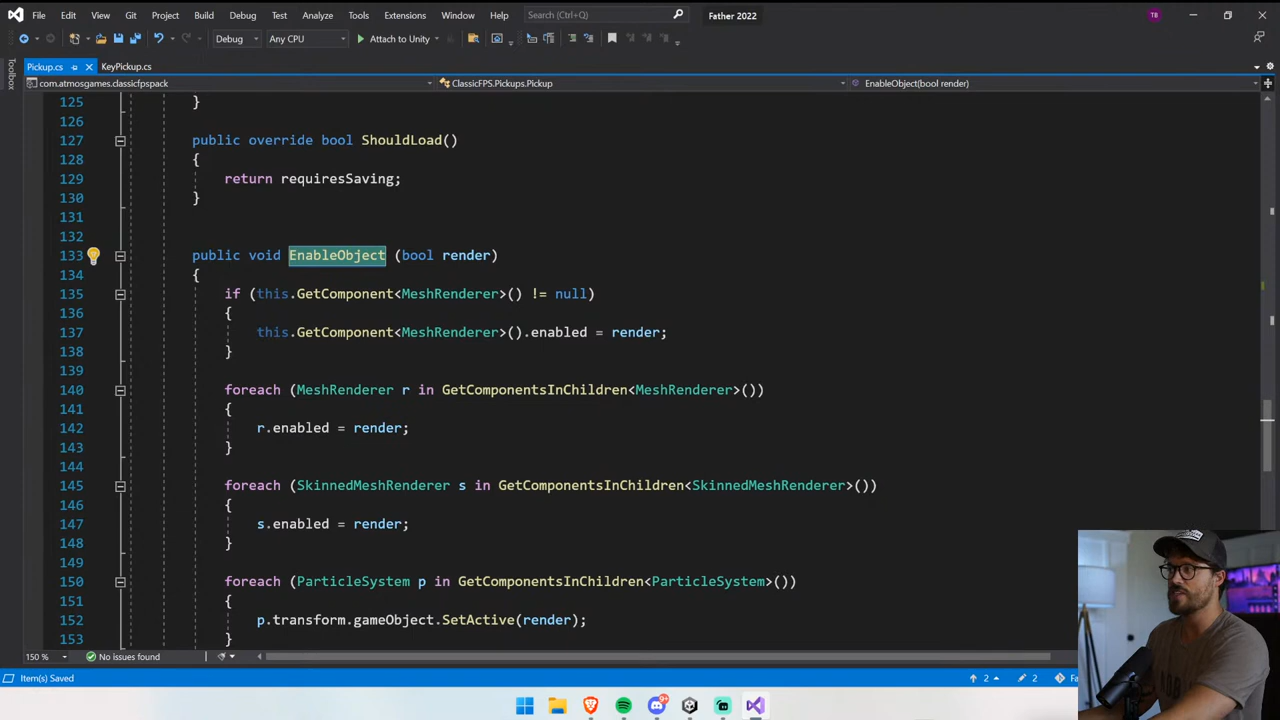 File Edit View Git Project Build Debug Test Analyze Tools Extensions Window Help Search (Ctrl+Q) Father 2022 TB
Debug Any CPU Attach to Unity
Toolbox
Pickup.cs KeyPickup.cs
com.atmosgames.classicfpspack ClassicFPS.Pickups.Pickup EnableObject(bool render)
125 }
126
127 public override bool ShouldLoad()
128 {
129 return requiresSaving;
130 }
131
132
133 public void EnableObject (bool render)
134 {
135 if (this.GetComponent<MeshRenderer>() != null)
136 {
137 this.GetComponent<MeshRenderer>().enabled = render;
138 }
139
140 foreach (MeshRenderer r in GetComponentsInChildren<MeshRenderer>())
141 {
142 r.enabled = render;
143 }
144
145 foreach (SkinnedMeshRenderer s in GetComponentsInChildren<SkinnedMeshRenderer>())
146 {
147 s.enabled = render;
148 }
149
150 foreach (ParticleSystem p in GetComponentsInChildren<ParticleSystem>())
151 {
152 p.transform.gameObject.SetActive(render);
153 }
150 % No issues found
Item(s) Saved 2 2 Fa
9+